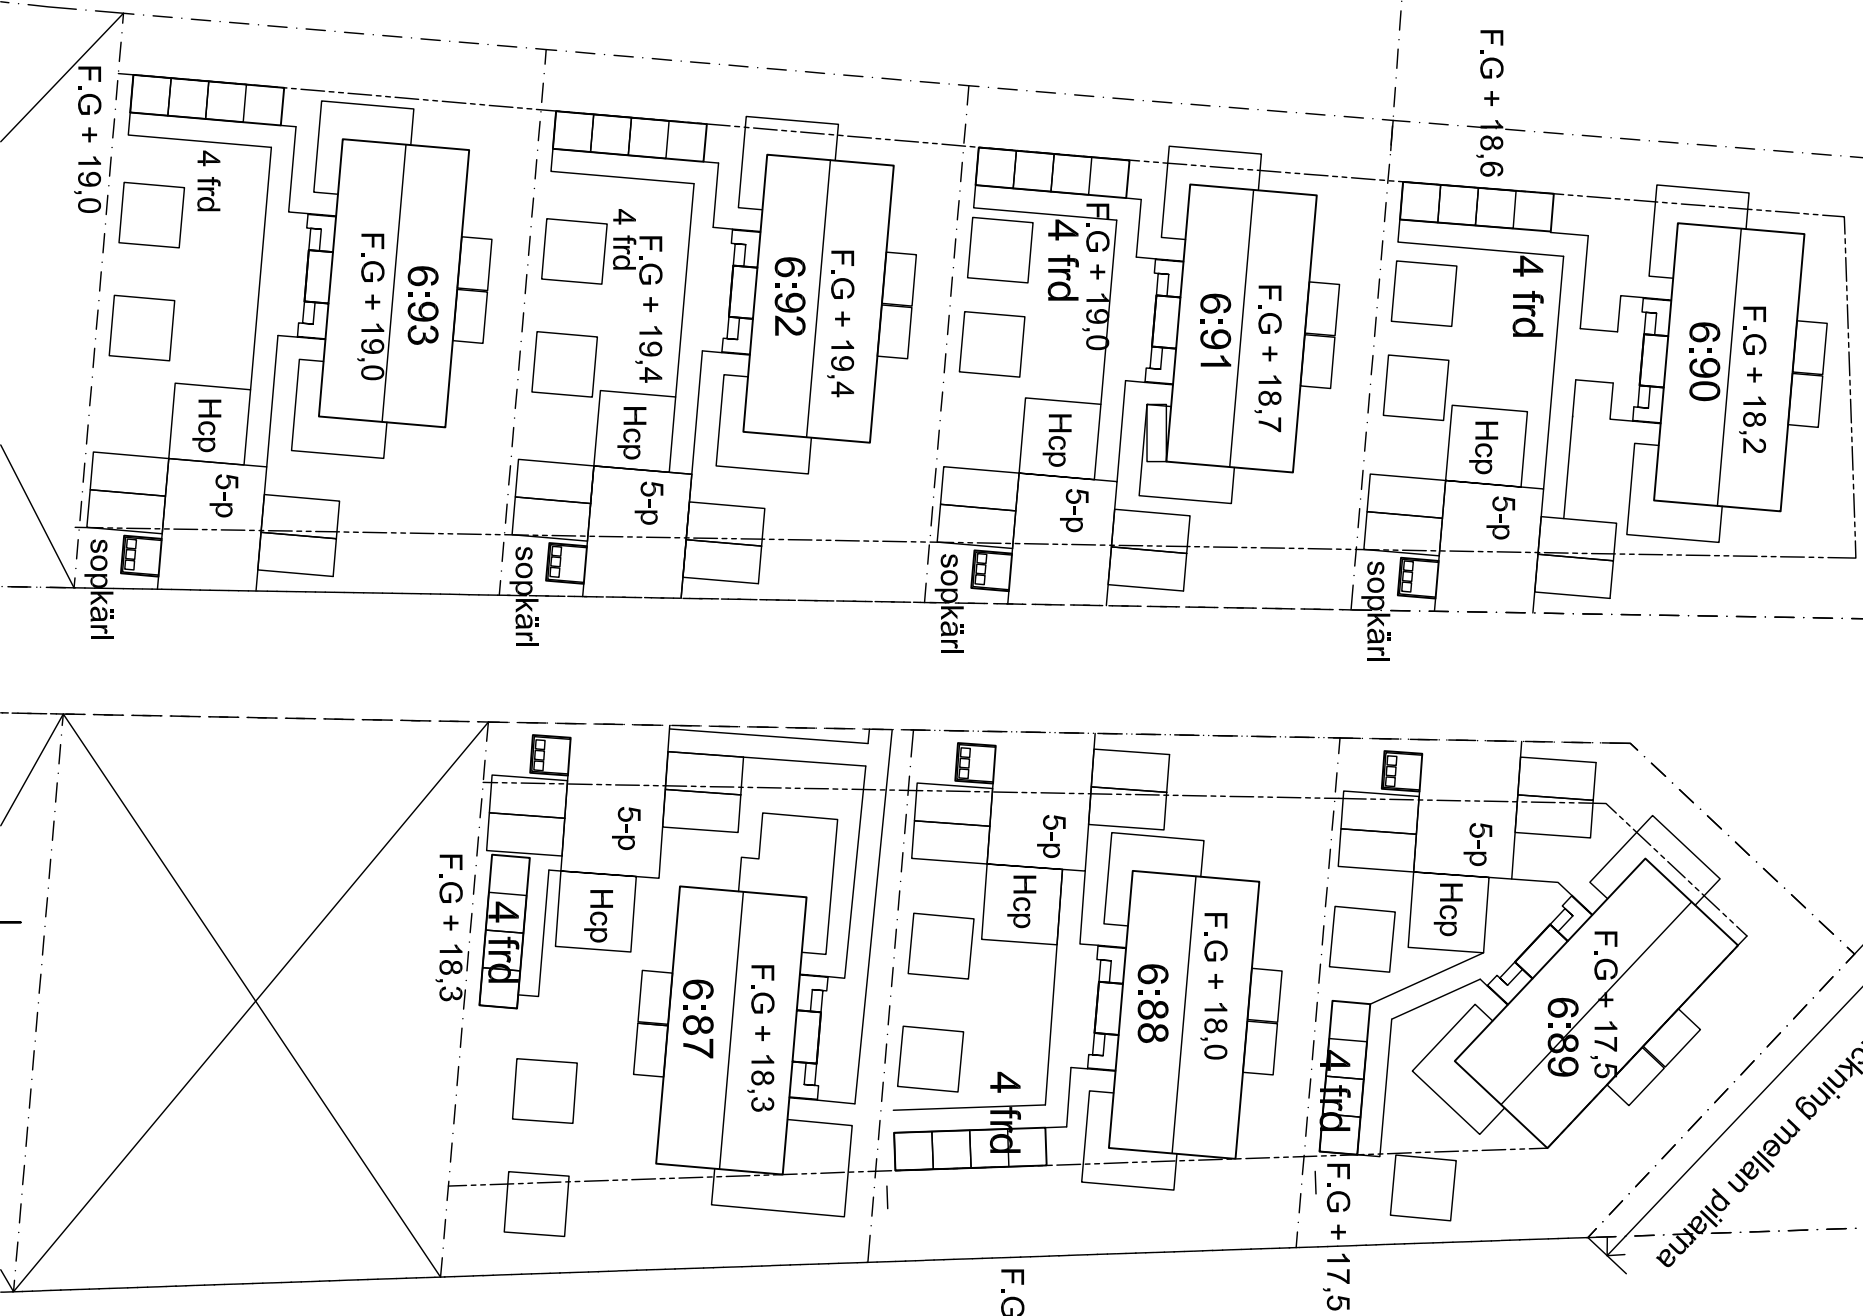 F.G + 19,0
4 frd
F.G + 19,0
6:93
Hcp
5-p
sopkärl
4 frd
F.G + 19,4
6:92
F.G + 19,4
Hcp
5-p
sopkärl
F.G + 19,0
4 frd
6:91
F.G + 18,7
Hcp
5-p
sopkärl
F.G + 18,6
4 frd
6:90
F.G + 18,2
Hcp
5-p
sopkärl
F.G + 18,3
4 frd
5-p
Hcp
6:87
F.G + 18,3
5-p
Hcp
6:88
F.G + 18,0
4 frd
F.G
5-p
Hcp
F.G + 17,5
6:89
4 frd
F.G + 17,5
mellan pilarna